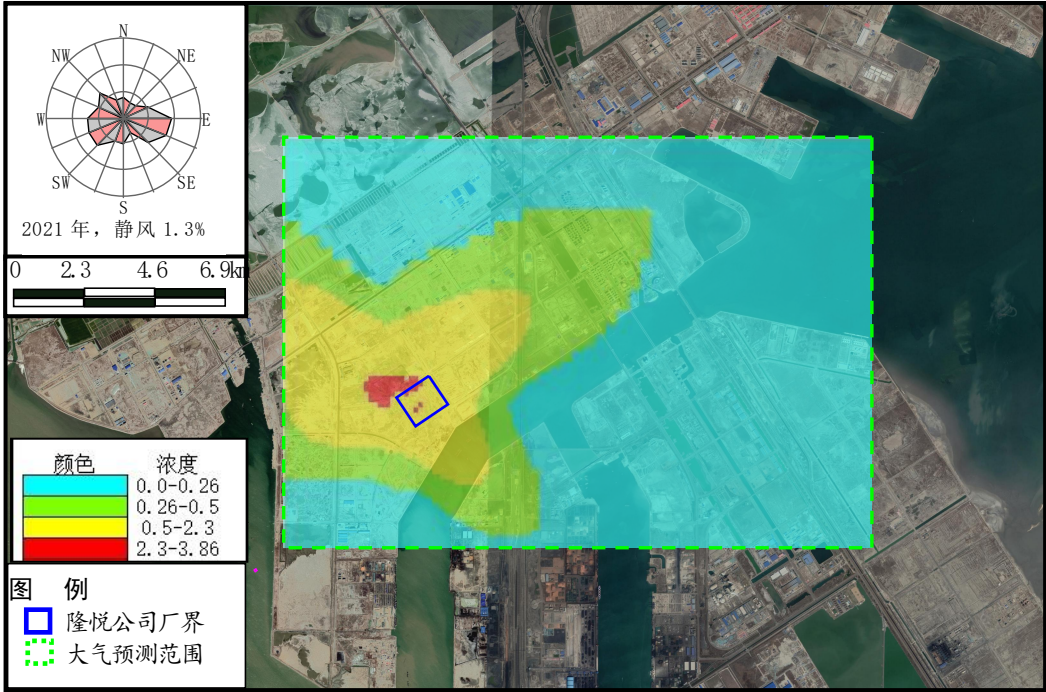 N
NW NE
W E
SW SE
S
2021 年，静风 1.3%
0 2.3 4.6 6.9km
颜色 浓度
0.0-0.26
0.26-0.5
0.5-2.3
2.3-3.86
图 例
隆悦公司厂界
大气预测范围